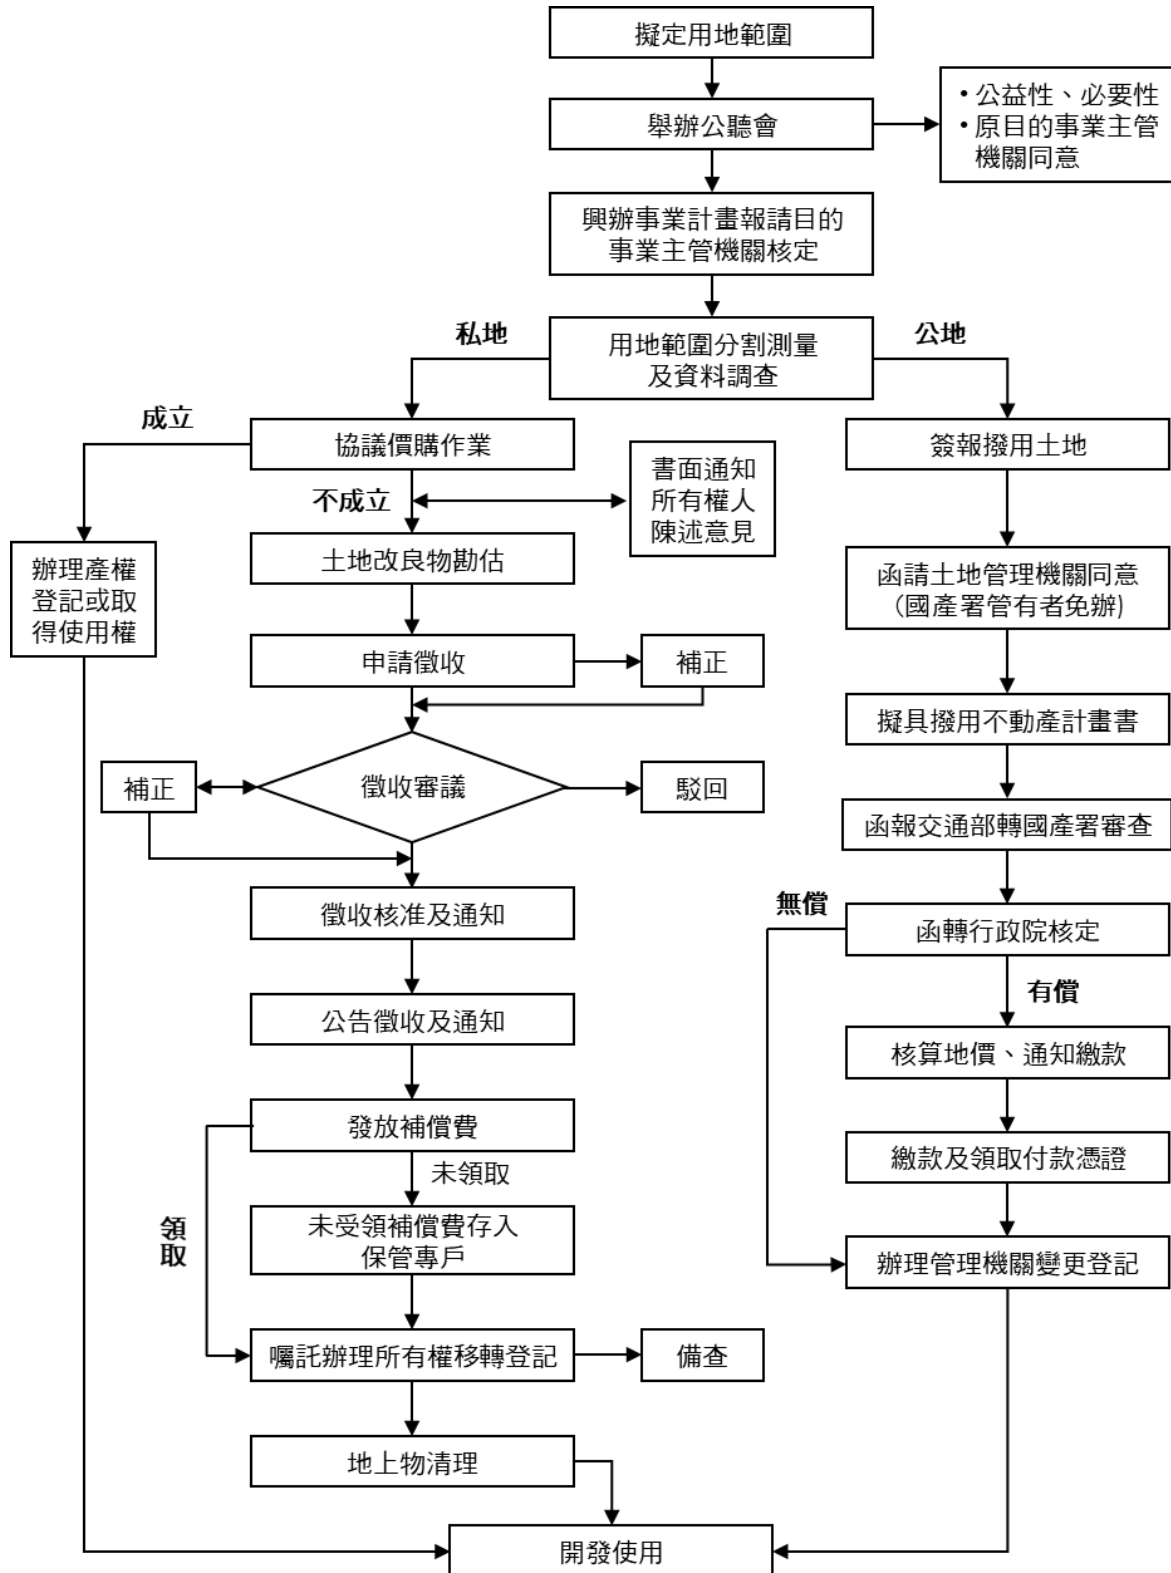 擬定用地範圍
舉辦公聽會
• 公益性、必要性
• 原目的事業主管
機關同意
興辦事業計畫報請目的
事業主管機關核定
私地
用地範圍分割測量
及資料調查
公地
成立
協議價購作業
簽報撥用土地
不成立
書面通知
所有權人
陳述意見
辦理產權
登記或取
得使用權
土地改良物勘估
函請土地管理機關同意
(國產署管有者免辦)
申請徵收
補正
擬具撥用不動產計畫書
補正
徵收審議
駁回
函報交通部轉國產署審查
徵收核准及通知
無償
函轉行政院核定
有償
公告徵收及通知
核算地價、通知繳款
發放補償費
未領取
繳款及領取付款憑證
領取
未受領補償費存入
保管專戶
辦理管理機關變更登記
囑託辦理所有權移轉登記
備查
地上物清理
開發使用